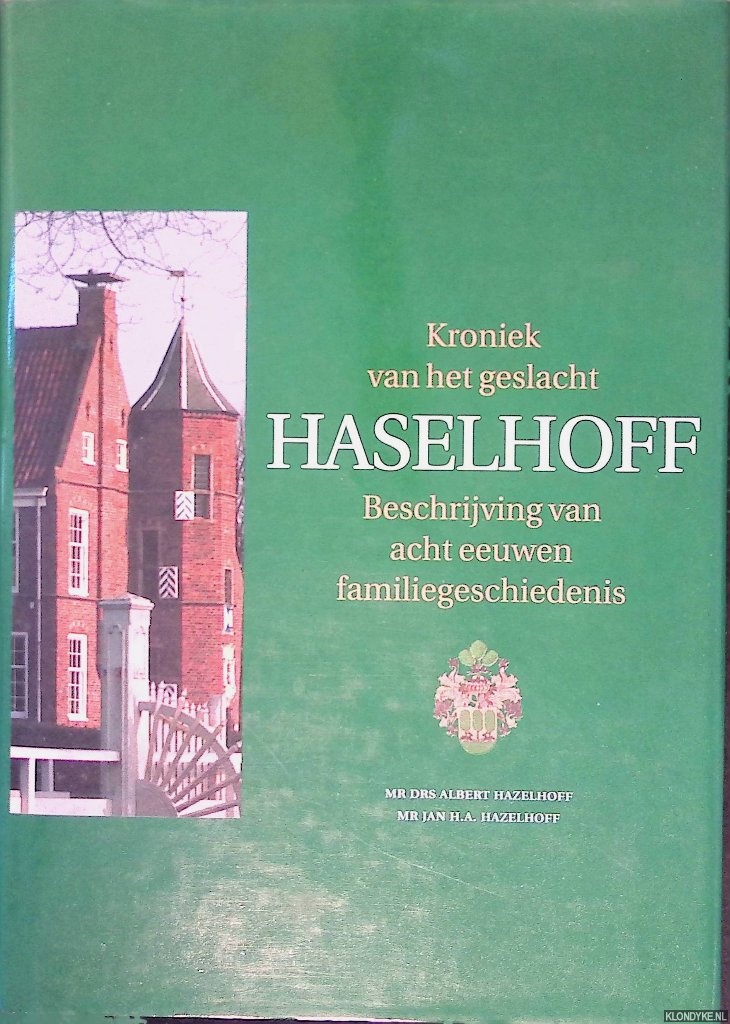 Kroniek
van het geslacht
HASELHOFF
Beschrijving van
acht eeuwen
familiegeschiedenis
MR DRS ALBERT HAZELHOFF
MR JAN H.A. HAZELHOFF
KLONDYKE.NL